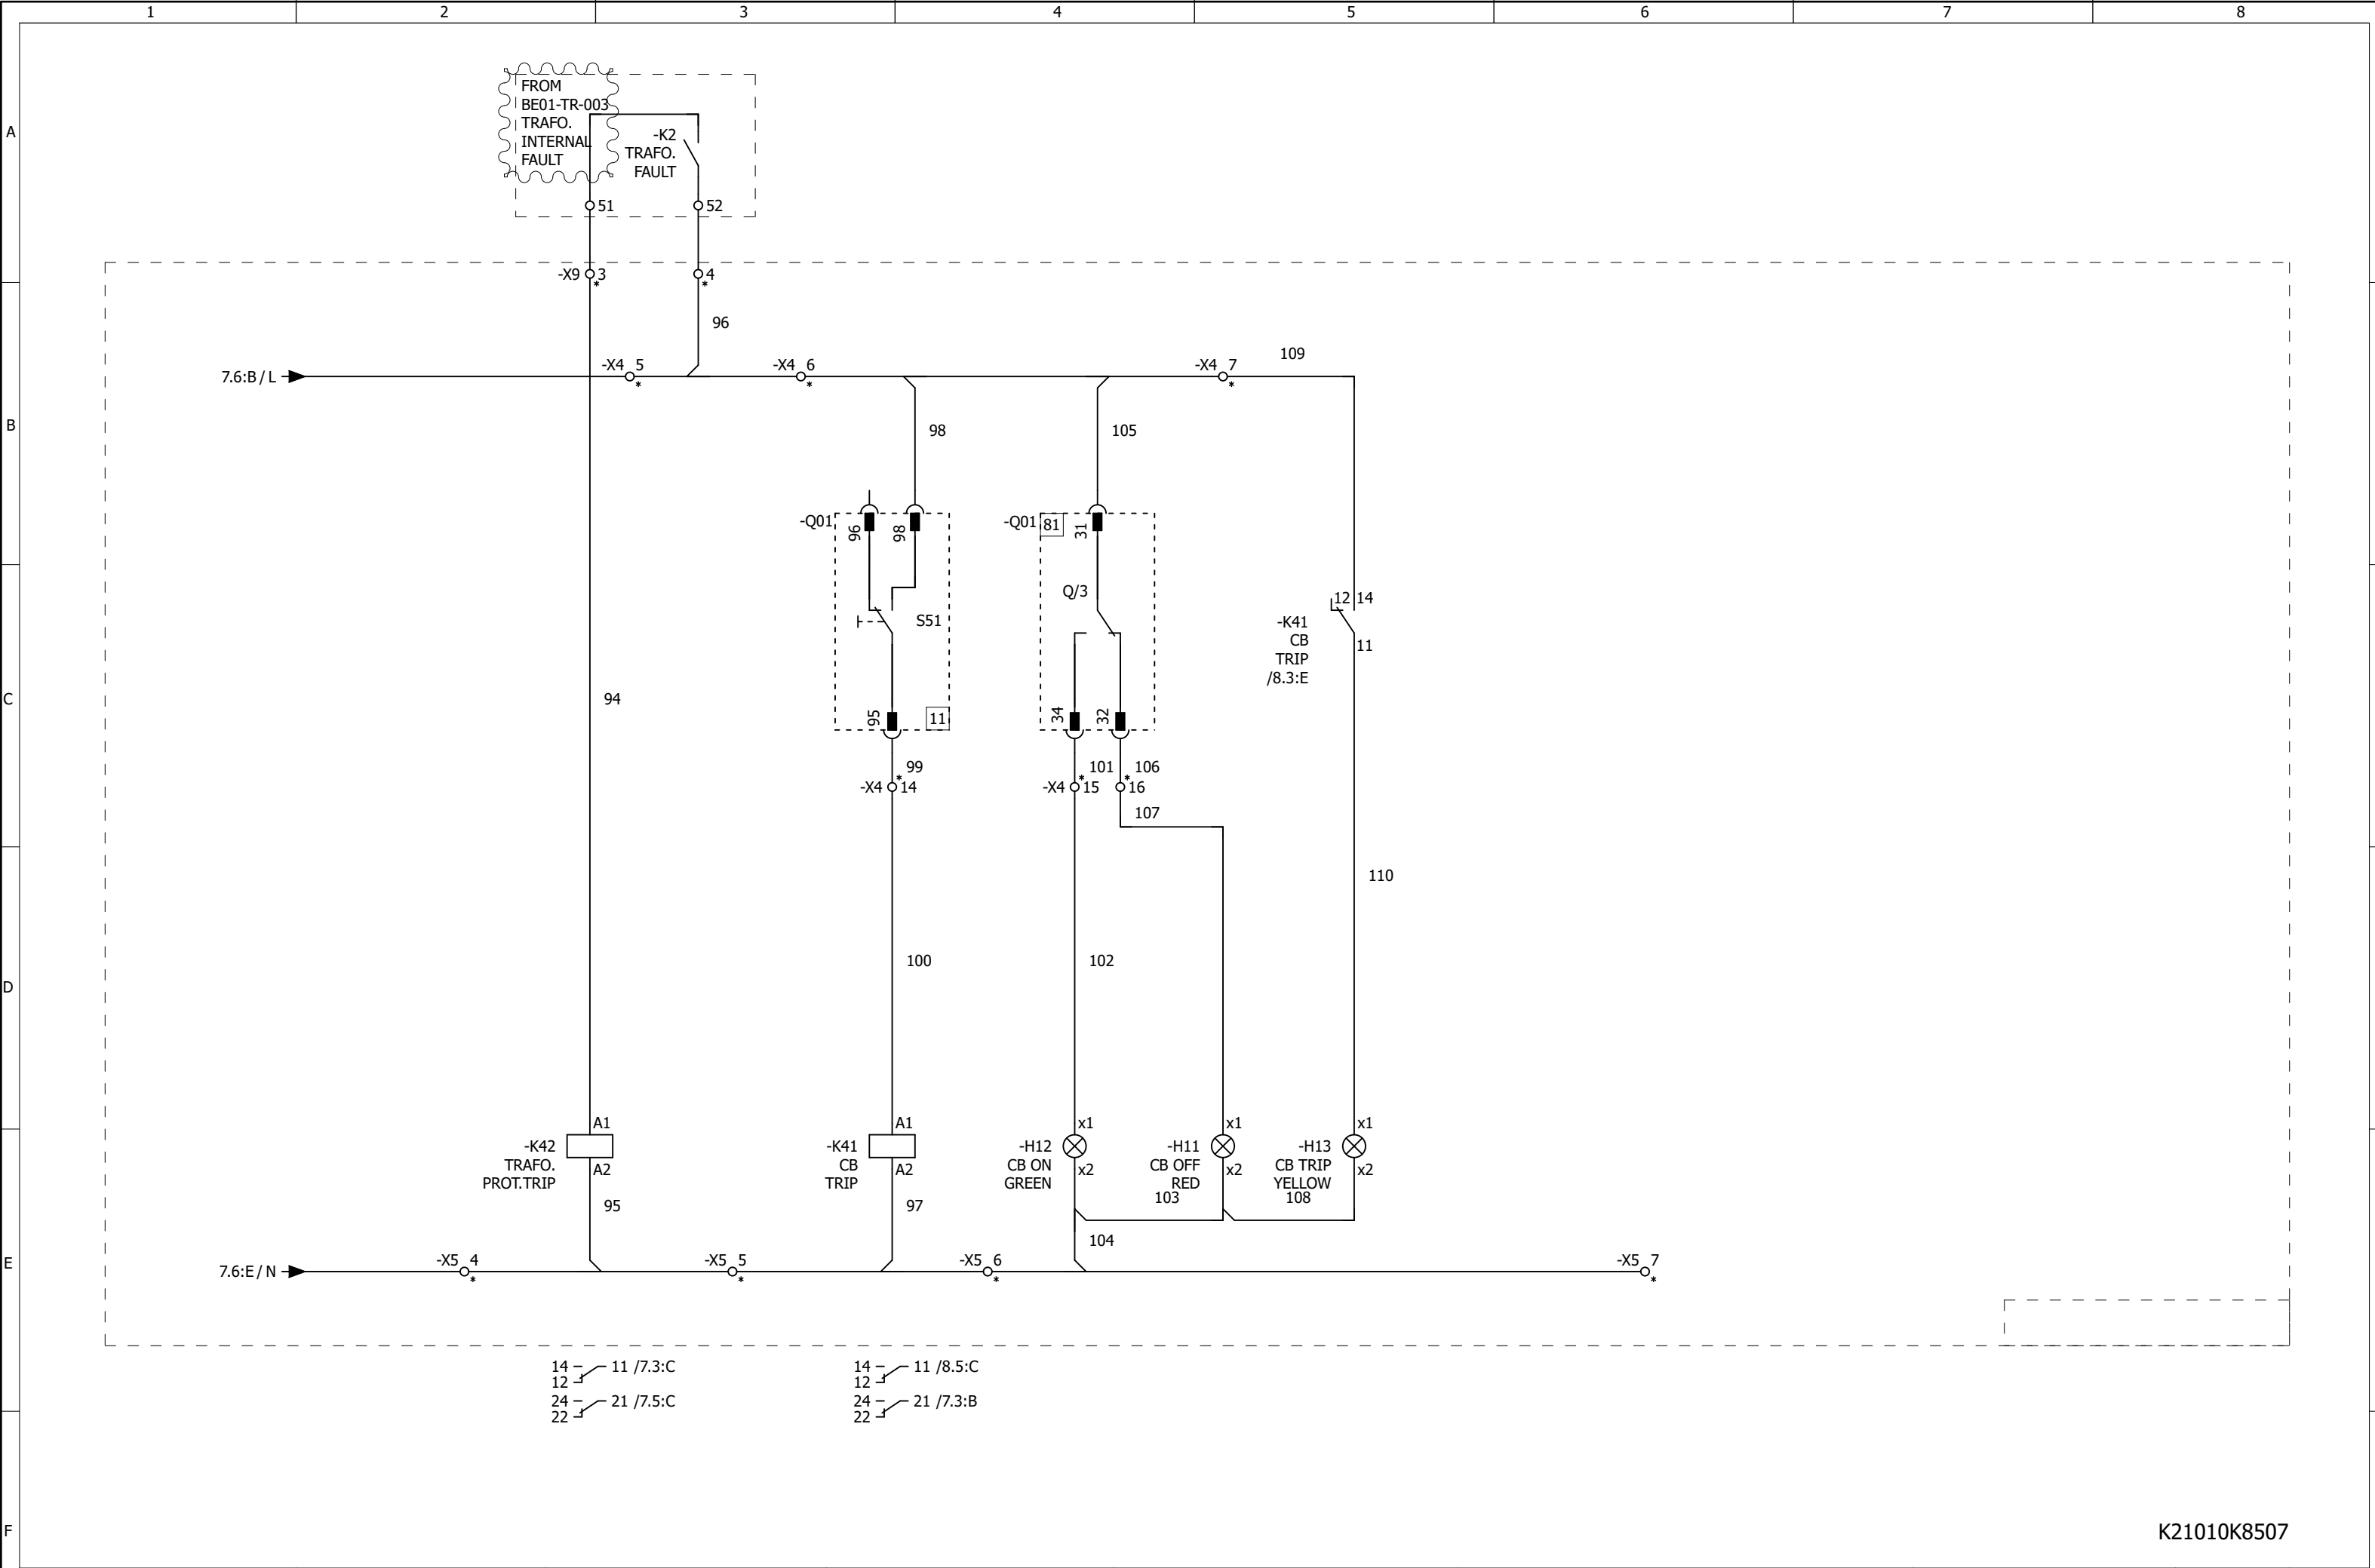 1 2 3 4 5 6 7 8
A
B
C
D
E
F
FROM
BE01-TR-003
TRAFO.
INTERNAL
FAULT
-K2
TRAFO.
FAULT
51
52
-X9 3
4
*
*
96
7.6:B / L
-X4 5
*
-X4 6
*
-X4 7
*
109
98
105
-Q01
96
98
S51
95
11
-Q01
81
31
Q/3
34
32
12 14
-K41
CB
TRIP
/8.3:E
11
94
99
*
-X4 14
101
*
-X4 15
106
*
16
107
110
100
102
A1
-K42
TRAFO.
PROT.TRIP
A2
95
A1
-K41
CB
TRIP
A2
97
x1
-H12
CB ON
GREEN
x2
x1
-H11
CB OFF
RED
x2
103
x1
-H13
CB TRIP
YELLOW
x2
108
104
7.6:E / N
-X5 4
*
-X5 5
*
-X5 6
*
-X5 7
*
14 11 /7.3:C
12
24 21 /7.5:C
22
14 11 /8.5:C
12
24 21 /7.3:B
22
K21010K8507